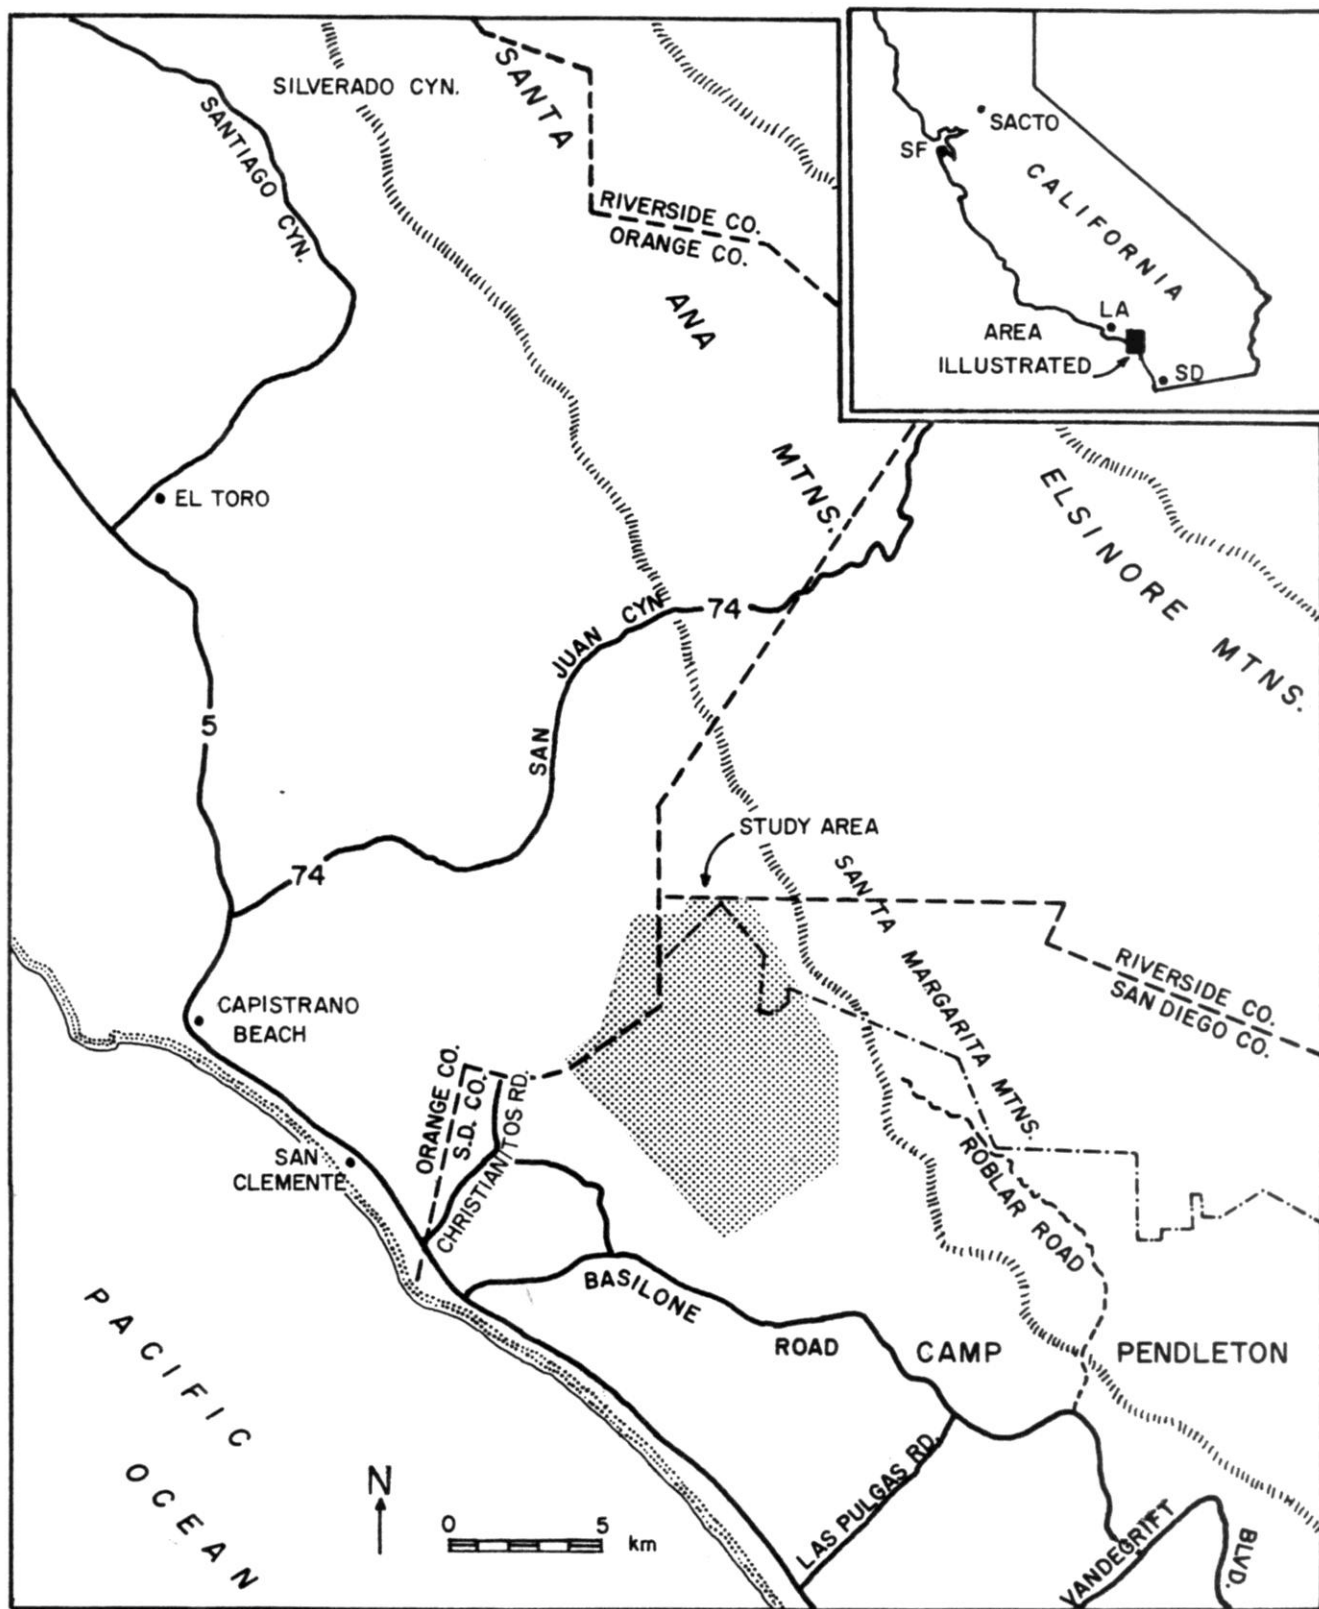 SILVERADO CYN.
SANTIAGO CYN.
SANTA
ANA
MTNS.
RIVERSIDE CO.
ORANGE CO.
SACTO
SF
CALIFORNIA
LA
AREA
ILLUSTRATED
SD
EL TORO
ELSINORE MTNS.
SAN JUAN CYN
74
5
74
STUDY AREA
SANTA MARGARITA MTNS.
RIVERSIDE CO.
SAN DIEGO CO.
CAPISTRANO
BEACH
ORANGE CO.
S.D. CO.
CHRISTIANITOS RD.
SAN
CLEMENTE
ROBLAR ROAD
BASILONE
ROAD
CAMP PENDLETON
PACIFIC
OCEAN
N
0 5 km
LAS PULGAS RD.
VANDEGRIFT
BLVD.